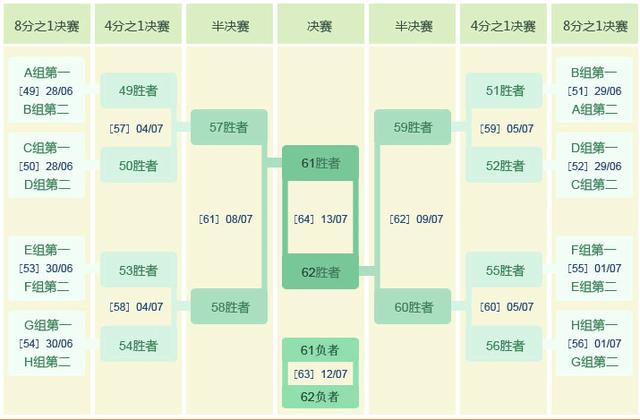 8分之1决赛
4分之1决赛
半决赛
决赛
半决赛
4分之1决赛
8分之1决赛
A组第一
[49] 28/06
B组第二
C组第一
[50] 28/06
D组第二
E组第一
[53] 30/06
F组第二
G组第一
[54] 30/06
H组第二
49胜者
[57] 04/07
50胜者
53胜者
[58] 04/07
54胜者
57胜者
[61] 08/07
58胜者
61胜者
[64] 13/07
62胜者
61负者
[63] 12/07
62负者
59胜者
[62] 09/07
60胜者
51胜者
[59] 05/07
52胜者
55胜者
[60] 05/07
56胜者
B组第一
[51] 29/06
A组第二
D组第一
[52] 29/06
C组第二
F组第一
[55] 01/07
E组第二
H组第一
[56] 01/07
G组第二